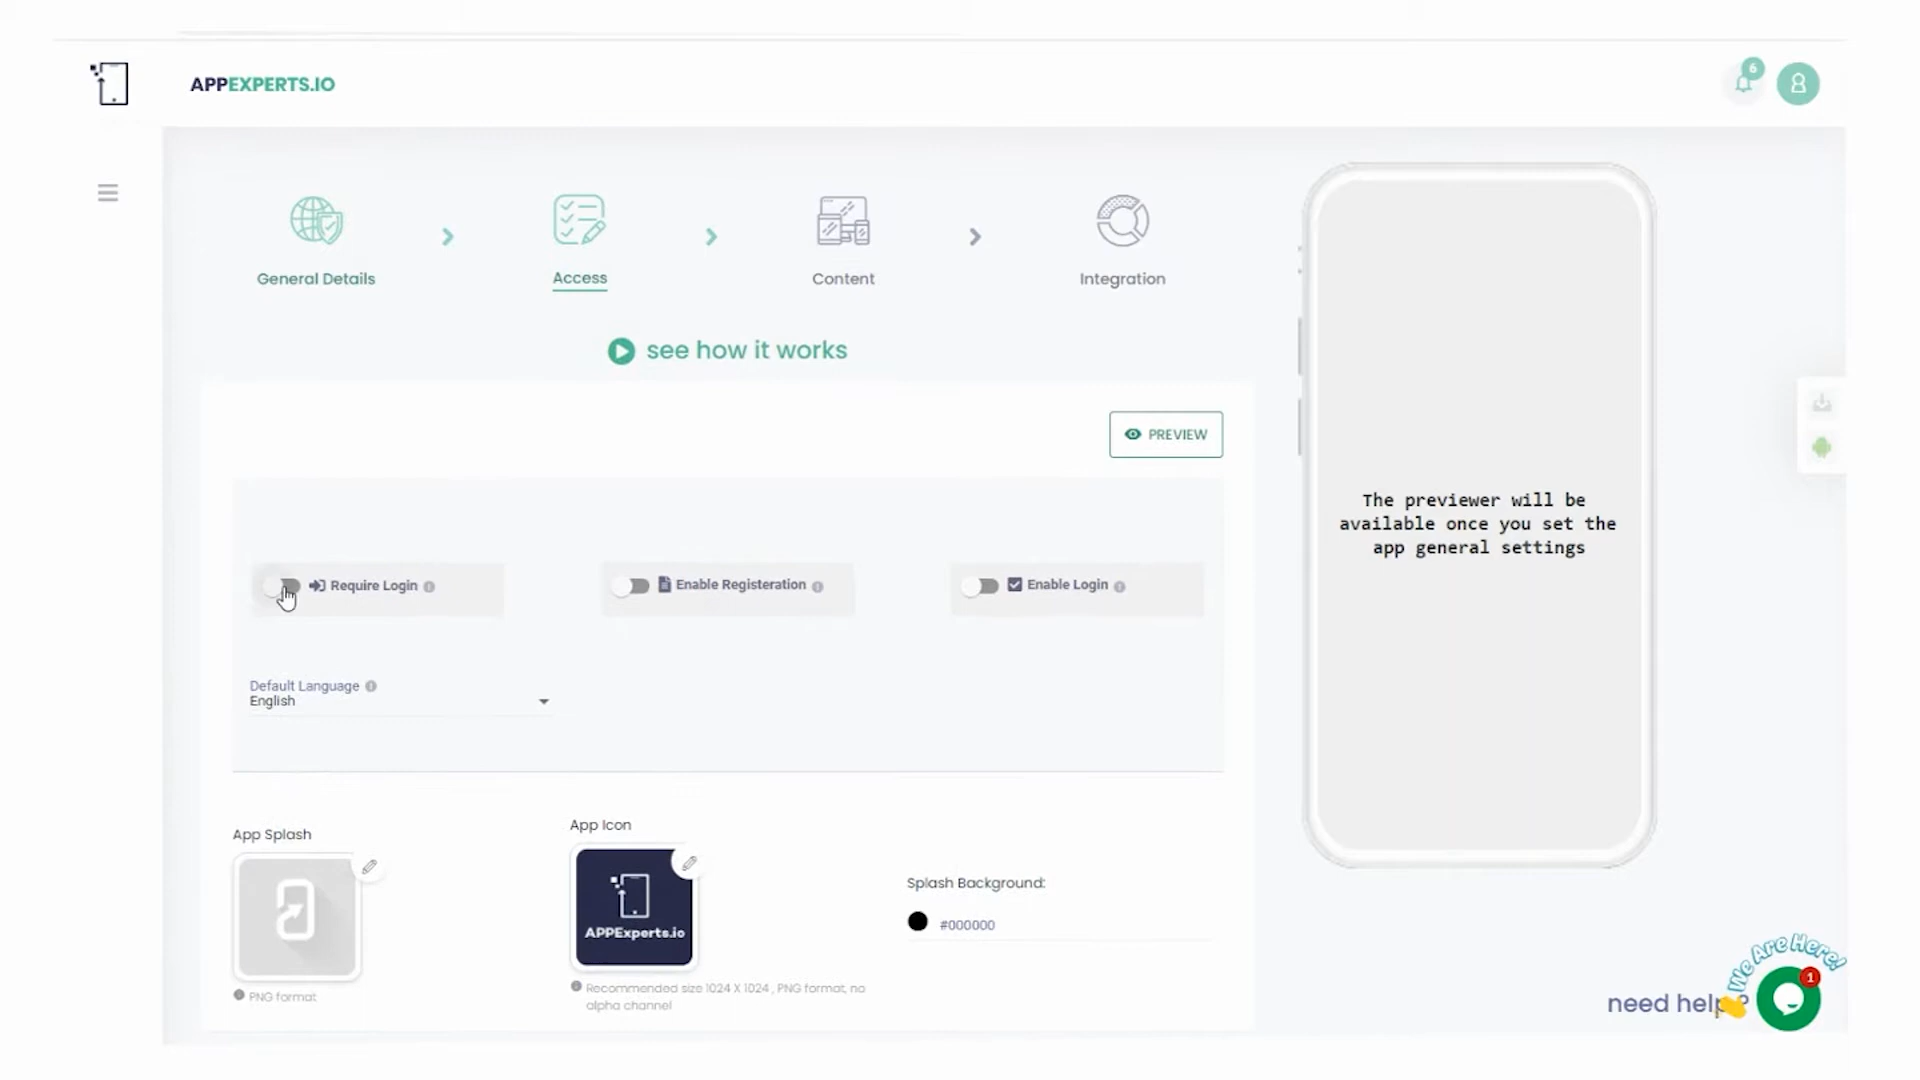 APPEXPERTS.IO
6
General Details
Access
Content
Integration
see how it works
PREVIEW
Require Login
Enable Registeration
Enable Login
Default Language
English
The previewer will be
available once you set the
app general settings
App Splash
PNG format
App Icon
APPExperts.io
Recommended size 1024 X 1024 , PNG format, no
alpha channel
Splash Background:
#000000
We Are Here!
1
need help ?